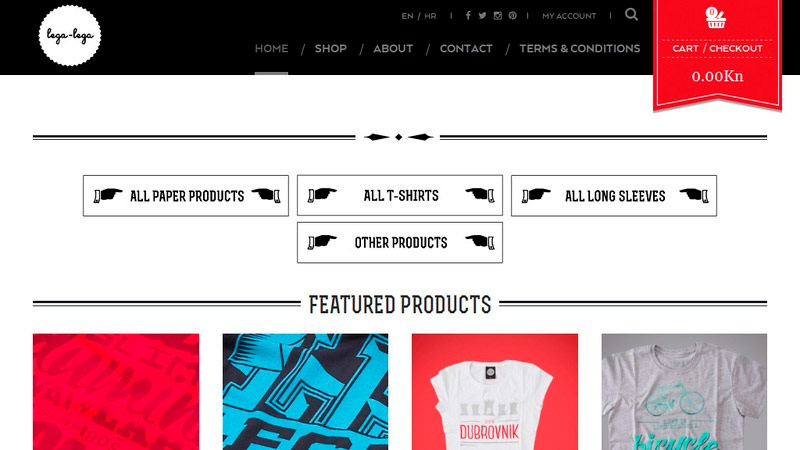 lega-lega
EN / HR
MY ACCOUNT
0
HOME / SHOP / ABOUT / CONTACT / TERMS & CONDITIONS
CART / CHECKOUT
0.00Kn
ALL PAPER PRODUCTS
ALL T-SHIRTS
ALL LONG SLEEVES
OTHER PRODUCTS
FEATURED PRODUCTS
DUBROVNIK
bicycle